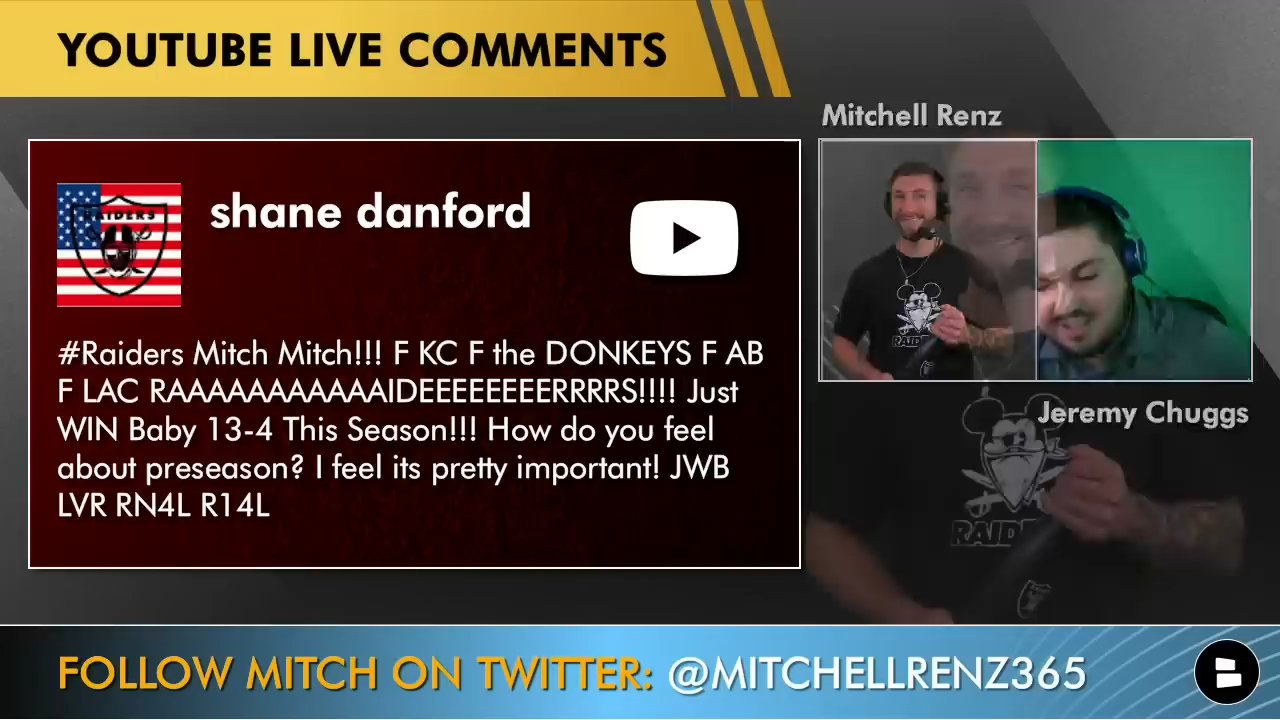 YOUTUBE LIVE COMMENTS
Mitchell Renz
RAIDERS
shane danford
#Raiders Mitch Mitch!!! F KC F the DONKEYS F AB
F LAC RAAAAAAAAAAAIDEEEEEEEERRRRS!!!! Just
WIN Baby 13-4 This Season!!! How do you feel
about preseason? I feel its pretty important! JWB
LVR RN4L R14L
Jeremy Chuggs
FOLLOW MITCH ON TWITTER: @MITCHELLRENZ365